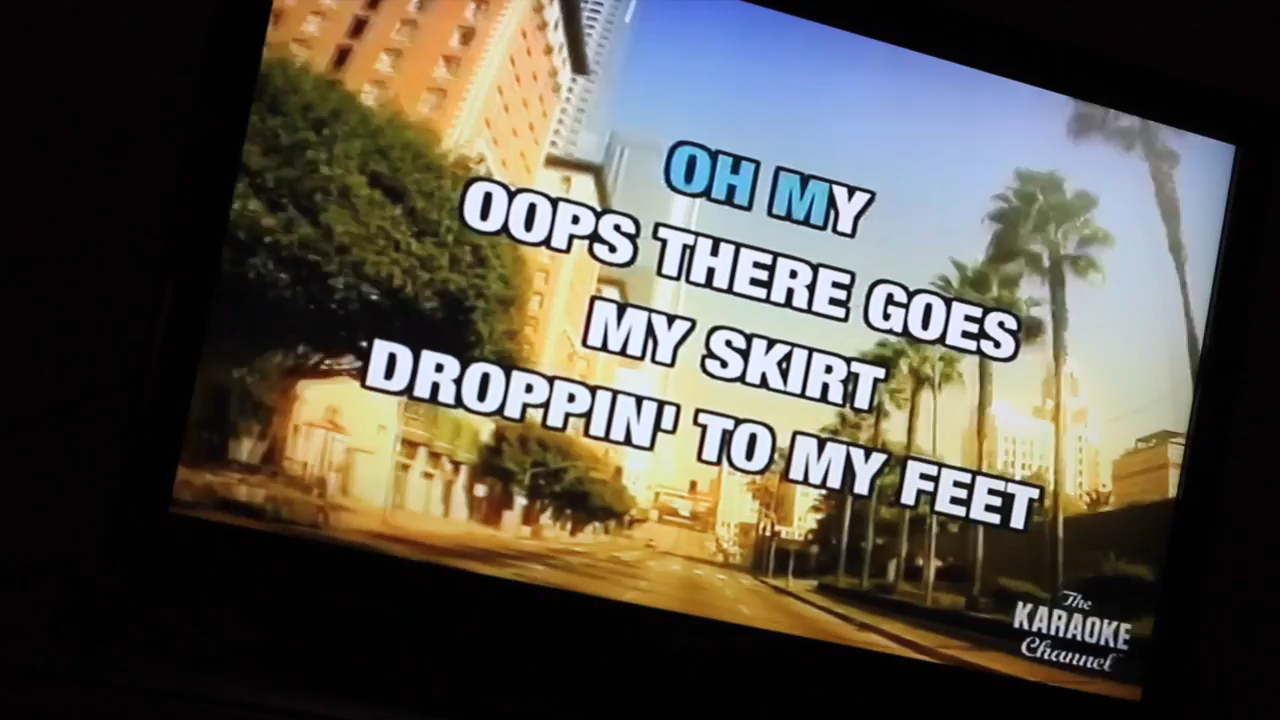 OH MY
OOPS THERE GOES
MY SKIRT
DROPPIN' TO MY FEET
The
KARAOKE
Channel